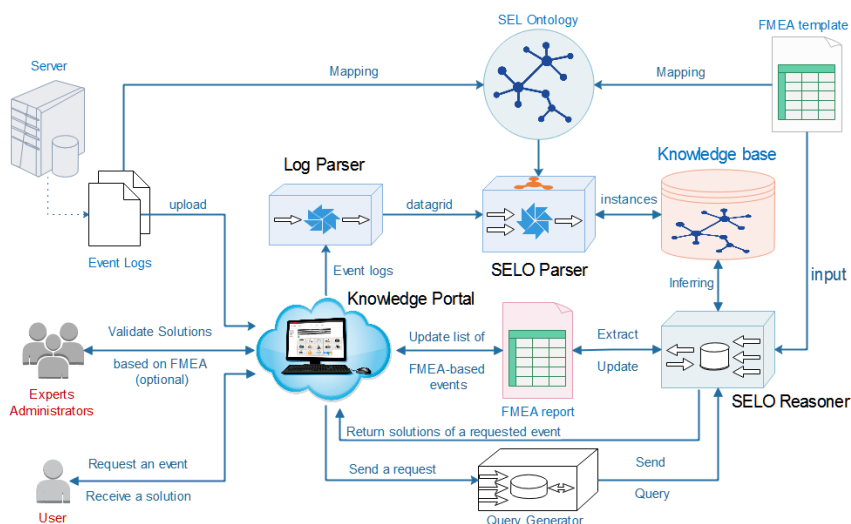 SEL Ontology
FMEA template
Server
Mapping
Mapping
Log Parser
Knowledge base
upload
datagrid
instances
Event Logs
Event logs
SELO Parser
Inferring
input
Knowledge Portal
Validate Solutions
based on FMEA
(optional)
Update list of
FMEA-based
events
Extract
Update
Experts
Administrators
FMEA report
SELO Reasoner
Return solutions of a requested event
Request an event
Receive a solution
Send a request
Send
Query
User
Query Generator